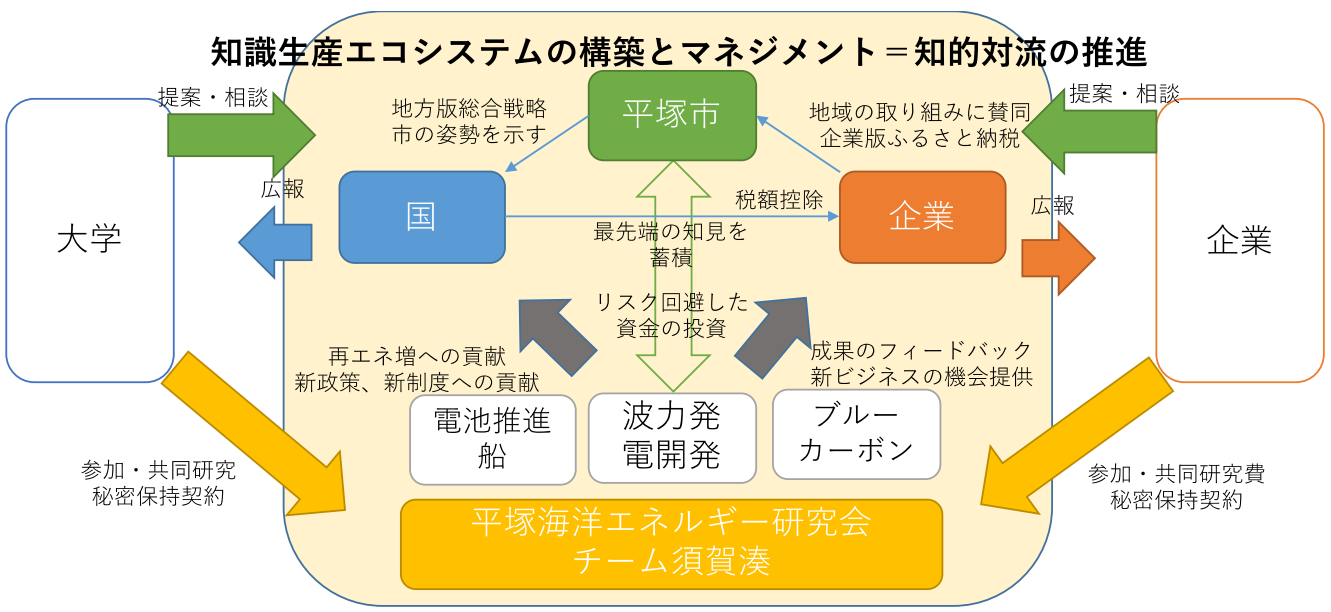 知識生産エコシステムの構築とマネジメント＝知的対流の推進
提案・相談
提案・相談
地方版総合戦略
市の姿勢を示す
平塚市
地域の取り組みに賛同
企業版ふるさと納税
広報
国
税額控除
企業
広報
大学
最先端の知見を
蓄積
企業
リスク回避した
資金の投資
再エネ増への貢献
新政策、新制度への貢献
成果のフィードバック
新ビジネスの機会提供
電池推進
船
波力発
電開発
ブルー
カーボン
参加・共同研究
秘密保持契約
参加・共同研究費
秘密保持契約
平塚海洋エネルギー研究会
チーム須賀湊